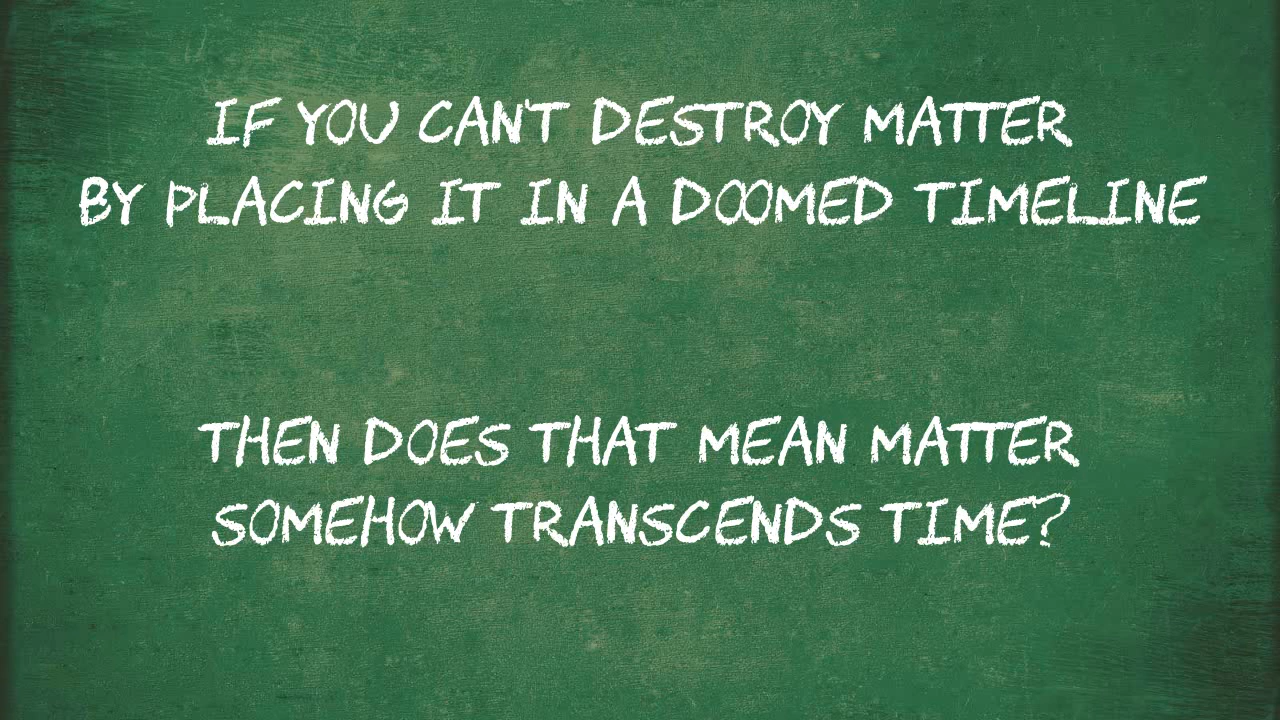 IF YOU CAN'T DESTROY MATTER
BY PLACING IT IN A DOOMED TIMELINE
THEN DOES THAT MEAN MATTER
SOMEHOW TRANSCENDS TIME?